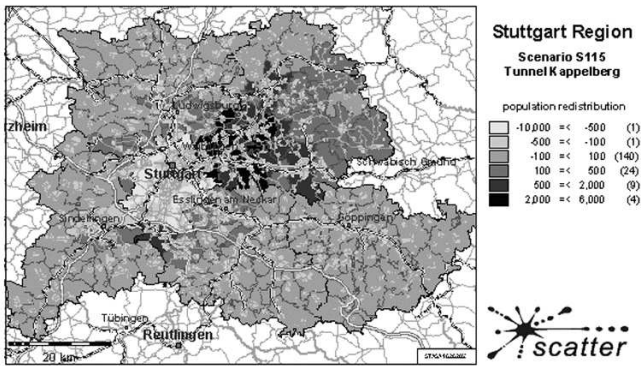 Stuttgart Region
Scenario S115
Tunnel Kappelberg
population redistribution
-10,000 =< -500 (1)
-500 =< -100 (1)
-100 =< 100 (140)
100 =< 500 (24)
500 =< 2,000 (9)
2,000 =< 6,000 (4)
Ludwigsburg
rzheim
Schwäbisch Gmünd
Stuttgart
Esslingen am Neckar
Sindelfingen
Göppingen
Tübingen
Reutlingen
20 km
scatter